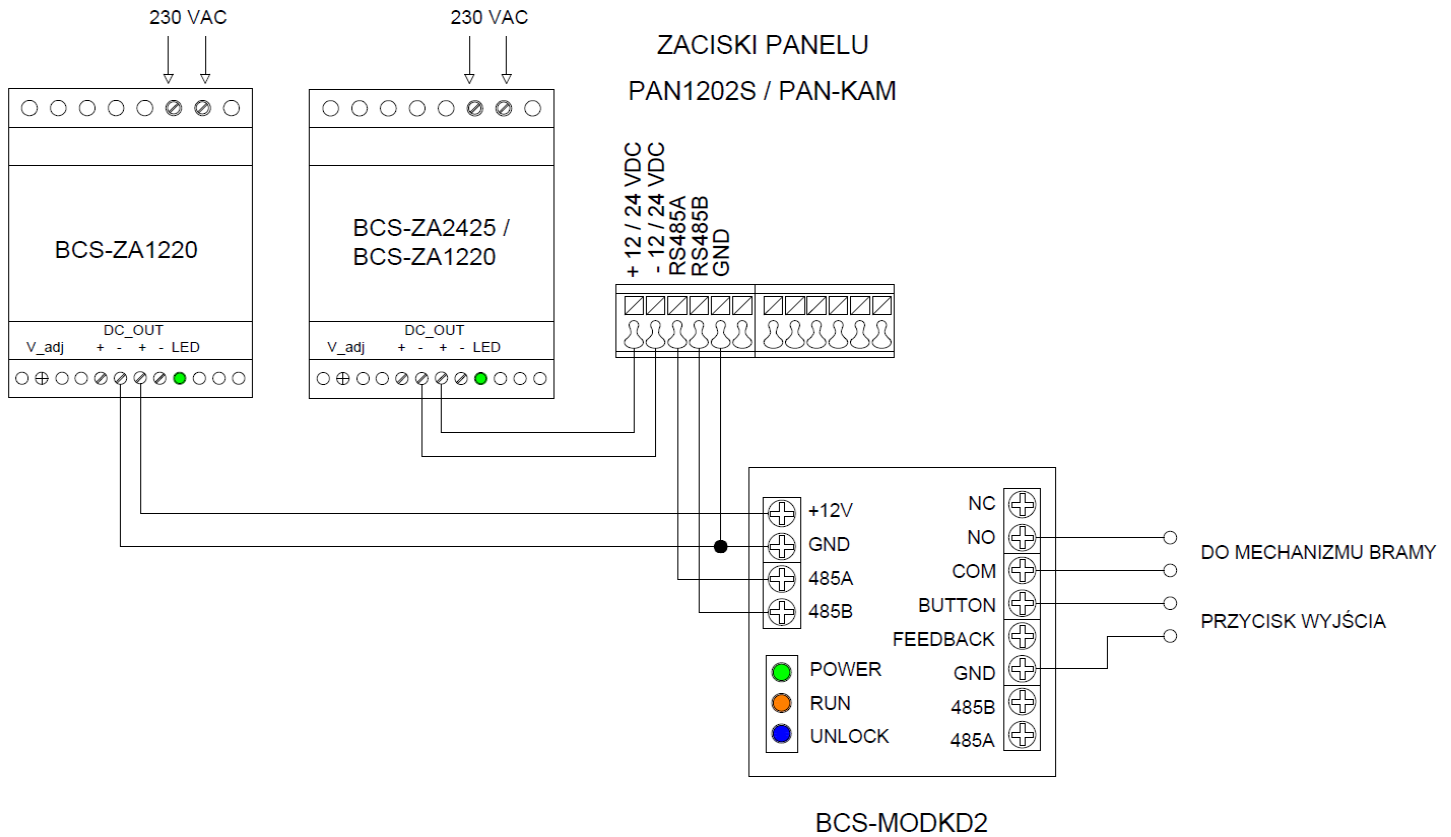 230 VAC
230 VAC
ZACISKI PANELU
PAN1202S / PAN-KAM
+ 12 / 24 VDC
- 12 / 24 VDC
RS485A
RS485B
GND
BCS-ZA1220
BCS-ZA2425 /
BCS-ZA1220
DC_OUT
V_adj + - + - LED
DC_OUT
V_adj + - + - LED
+12V
GND
485A
485B
POWER
RUN
UNLOCK
NC
NO
COM
BUTTON
FEEDBACK
GND
485B
485A
DO MECHANIZMU BRAMY
PRZYCISK WYJŚCIA
BCS-MODKD2